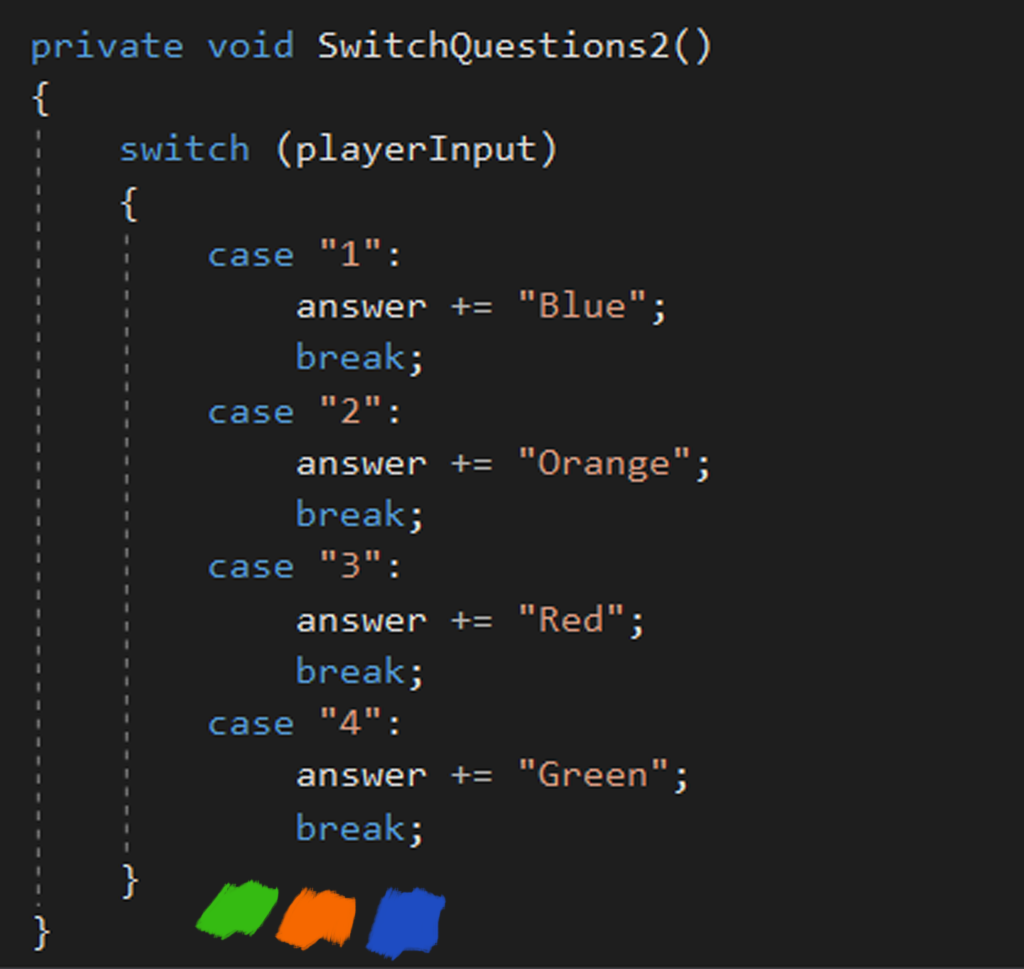 private void SwitchQuestions2()
{
switch (playerInput)
{
case "1":
answer += "Blue";
break;
case "2":
answer += "Orange";
break;
case "3":
answer += "Red";
break;
case "4":
answer += "Green";
break;
}
}